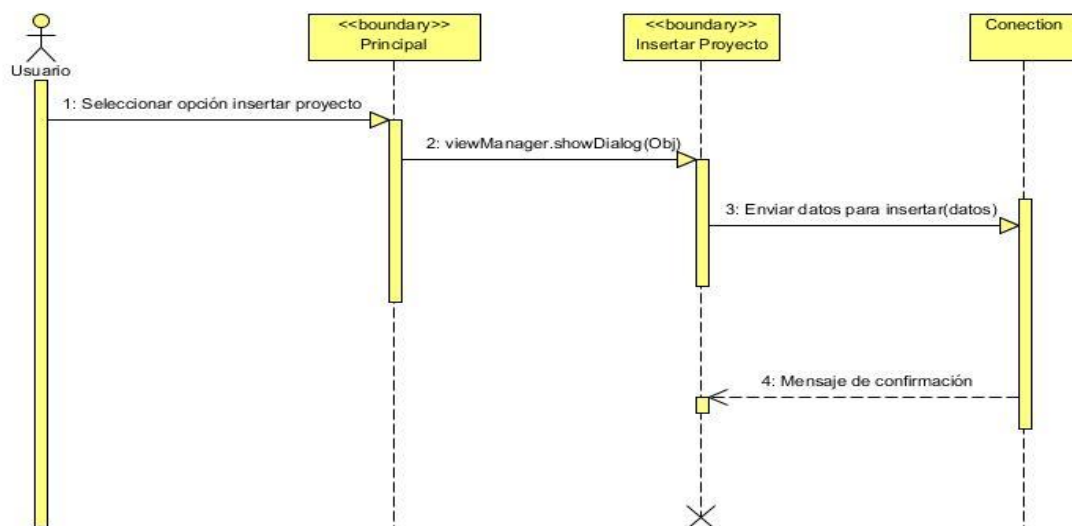 <<boundary>>
Principal
<<boundary>>
Insertar Proyecto
Conection
Usuario
1: Seleccionar opción insertar proyecto
2: viewManager.showDialog(Obj)
3: Enviar datos para insertar(datos)
4: Mensaje de confirmación